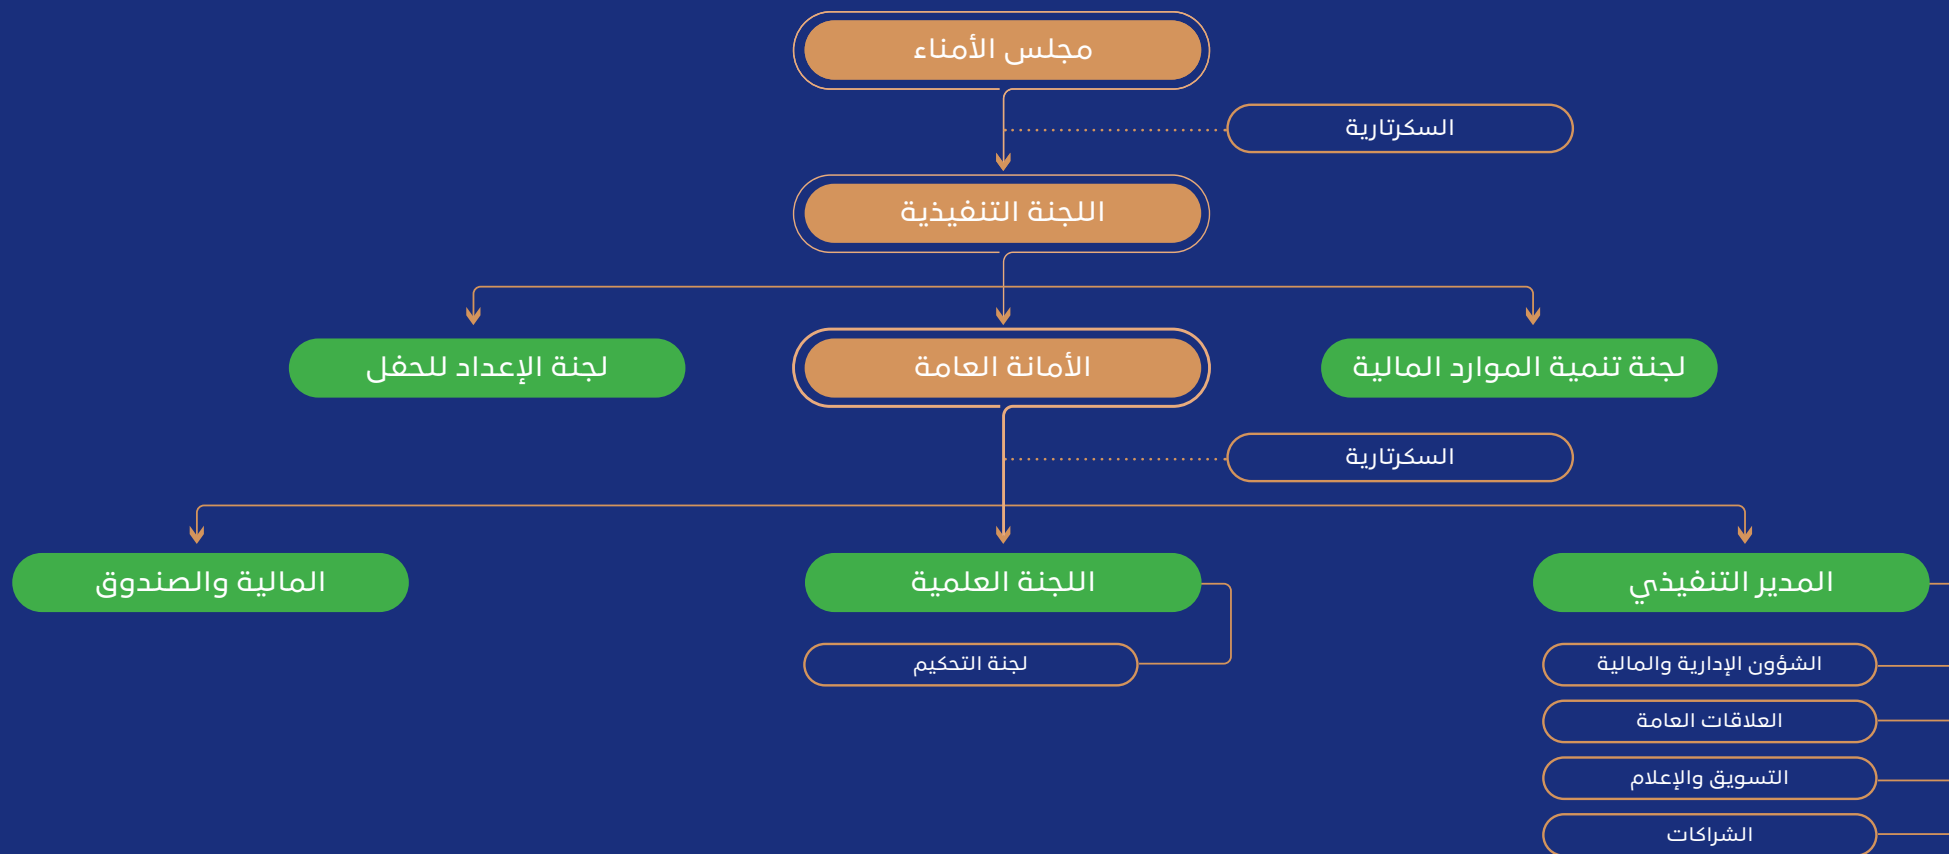 مجلس الأمناء
السكرتارية
اللجنة التنفيذية
لجنة تنمية الموارد المالية
الأمانة العامة
لجنة الإعداد للحفل
السكرتارية
المدير التنفيذي
اللجنة العلمية
المالية والصندوق
الشؤون الإدارية والمالية
لجنة التحكيم
العلاقات العامة
التسويق والإعلام
الشراكات